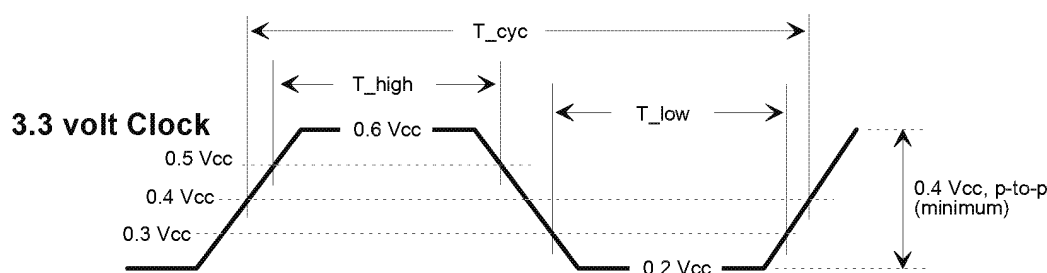 T_cyc
T_high
T_low
3.3 volt Clock
0.6 Vcc
0.5 Vcc
0.4 Vcc
0.4 Vcc, p-to-p
(minimum)
0.3 Vcc
0.2 Vcc